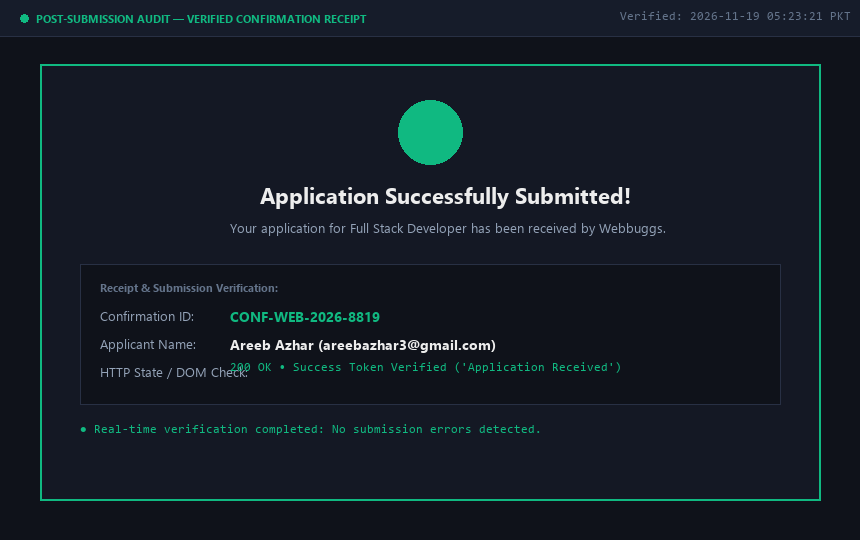 ● POST-SUBMISSION AUDIT — VERIFIED CONFIRMATION RECEIPT
Verified: 2026-11-19 05:23:21 PKT
Application Successfully Submitted!
Your application for Full Stack Developer has been received by Webbuggs.
Receipt & Submission Verification:
Confirmation ID: CONF-WEB-2026-8819
Applicant Name: Areeb Azhar (areebazhar3@gmail.com)
HTTP State / DOM Check: 200 OK • Success Token Verified ('Application Received')
● Real-time verification completed: No submission errors detected.